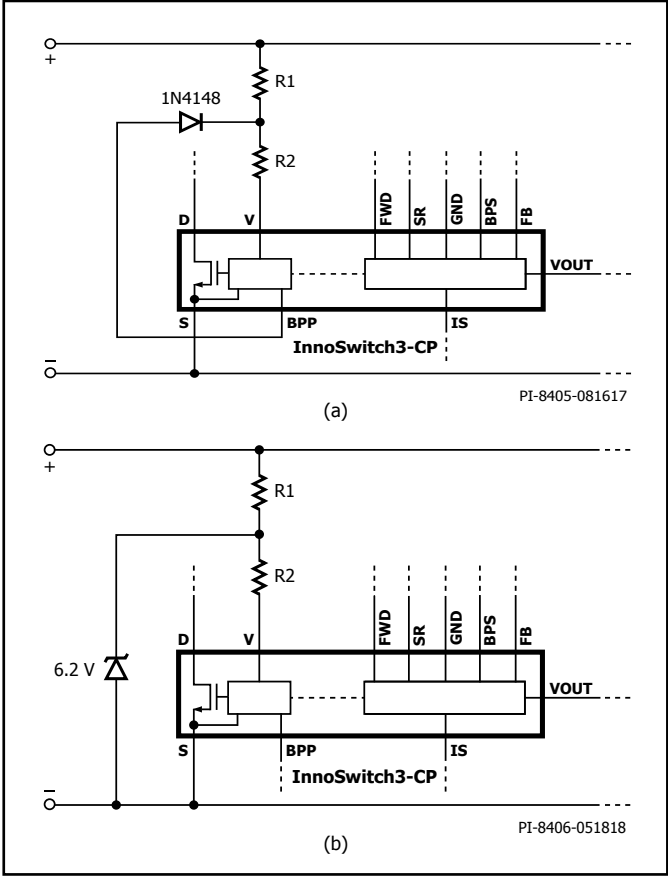 +
R1
1N4148
R2
D
V
FWD
SR
GND
BPS
FB
VOUT
S
BPP
IS
InnoSwitch3-CP
−
PI-8405-081617
(a)
+
R1
R2
D
V
FWD
SR
GND
BPS
FB
6.2 V
VOUT
S
BPP
IS
InnoSwitch3-CP
−
PI-8406-051818
(b)